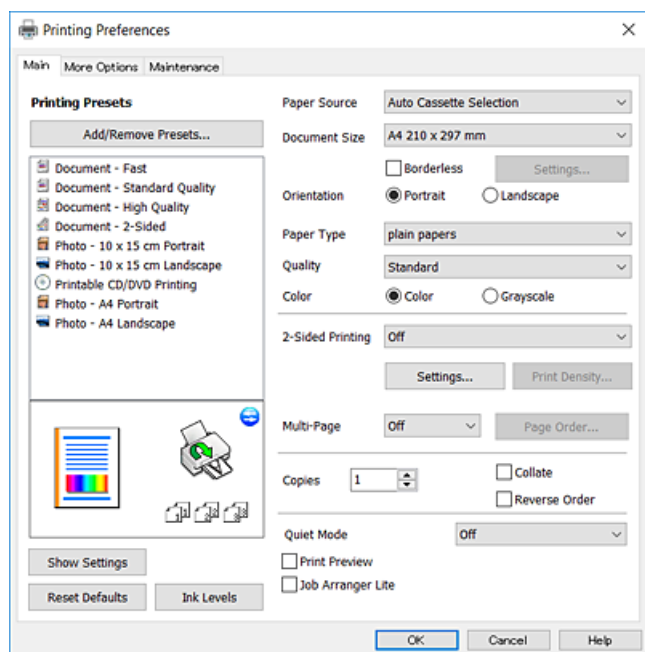 Printing Preferences
Main More Options Maintenance
Printing Presets
Add/Remove Presets...
Document - Fast
Document - Standard Quality
Document - High Quality
Document - 2-Sided
Photo - 10 x 15 cm Portrait
Photo - 10 x 15 cm Landscape
Printable CD/DVD Printing
Photo - A4 Portrait
Photo - A4 Landscape
Show Settings
Reset Defaults Ink Levels
Paper Source Auto Cassette Selection
Document Size A4 210 x 297 mm
Borderless Settings...
Orientation Portrait Landscape
Paper Type plain papers
Quality Standard
Color Color Grayscale
2-Sided Printing Off
Settings... Print Density...
Multi-Page Off Page Order...
Copies 1 Collate
Reverse Order
Quiet Mode Off
Print Preview
Job Arranger Lite
OK Cancel Help